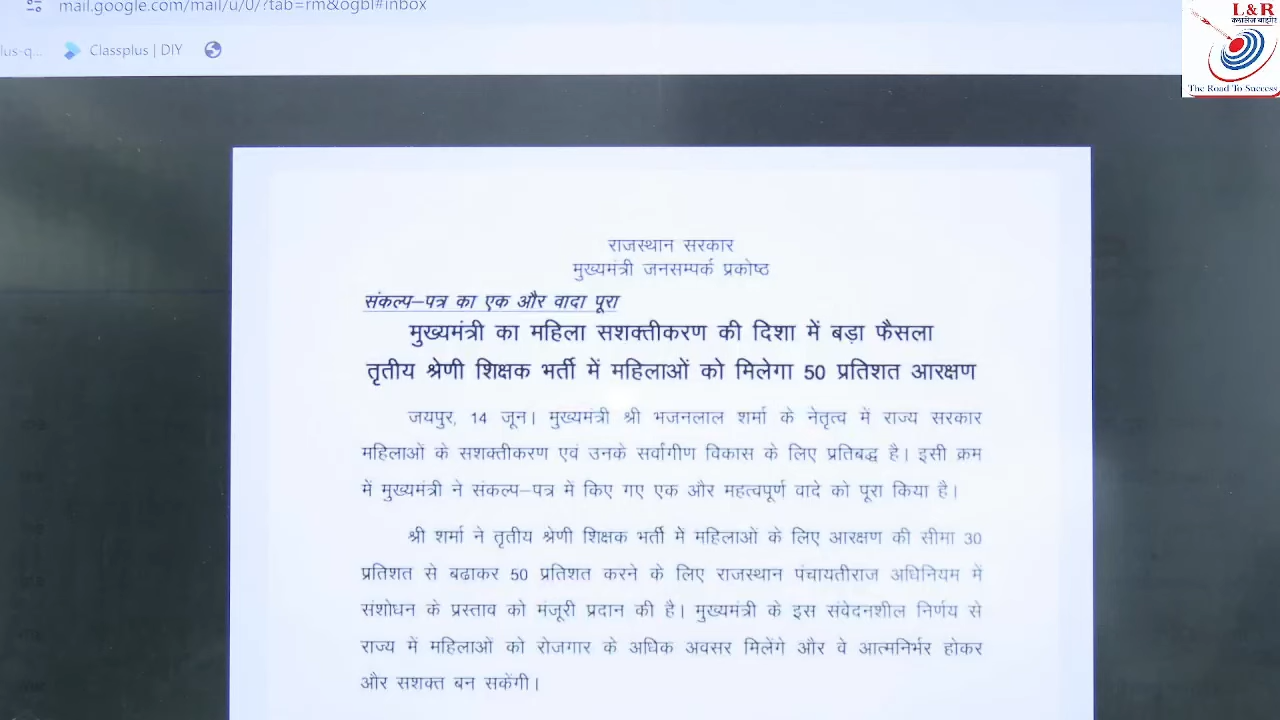 mail.google.com/mail/u/0/?tab=rm&ogbl#inbox
lus-q... Classplus | DIY
L&R
क्लासेज बाड़मेर
The Road To Success
राजस्थान सरकार
मुख्यमंत्री जनसम्पर्क प्रकोष्ठ
संकल्प–पत्र का एक और वादा पूरा
मुख्यमंत्री का महिला सशक्तीकरण की दिशा में बड़ा फैसला
तृतीय श्रेणी शिक्षक भर्ती में महिलाओं को मिलेगा 50 प्रतिशत आरक्षण
जयपुर, 14 जून। मुख्यमंत्री श्री भजनलाल शर्मा के नेतृत्व में राज्य सरकार
महिलाओं के सशक्तीकरण एवं उनके सर्वांगीण विकास के लिए प्रतिबद्ध है। इसी क्रम
में मुख्यमंत्री ने संकल्प–पत्र में किए गए एक और महत्वपूर्ण वादे को पूरा किया है।
श्री शर्मा ने तृतीय श्रेणी शिक्षक भर्ती में महिलाओं के लिए आरक्षण की सीमा 30
प्रतिशत से बढाकर 50 प्रतिशत करने के लिए राजस्थान पंचायतीराज अधिनियम में
संशोधन के प्रस्ताव को मंजूरी प्रदान की है। मुख्यमंत्री के इस संवेदनशील निर्णय से
राज्य में महिलाओं को रोजगार के अधिक अवसर मिलेंगे और वे आत्मनिर्भर होकर
और सशक्त बन सकेंगी।